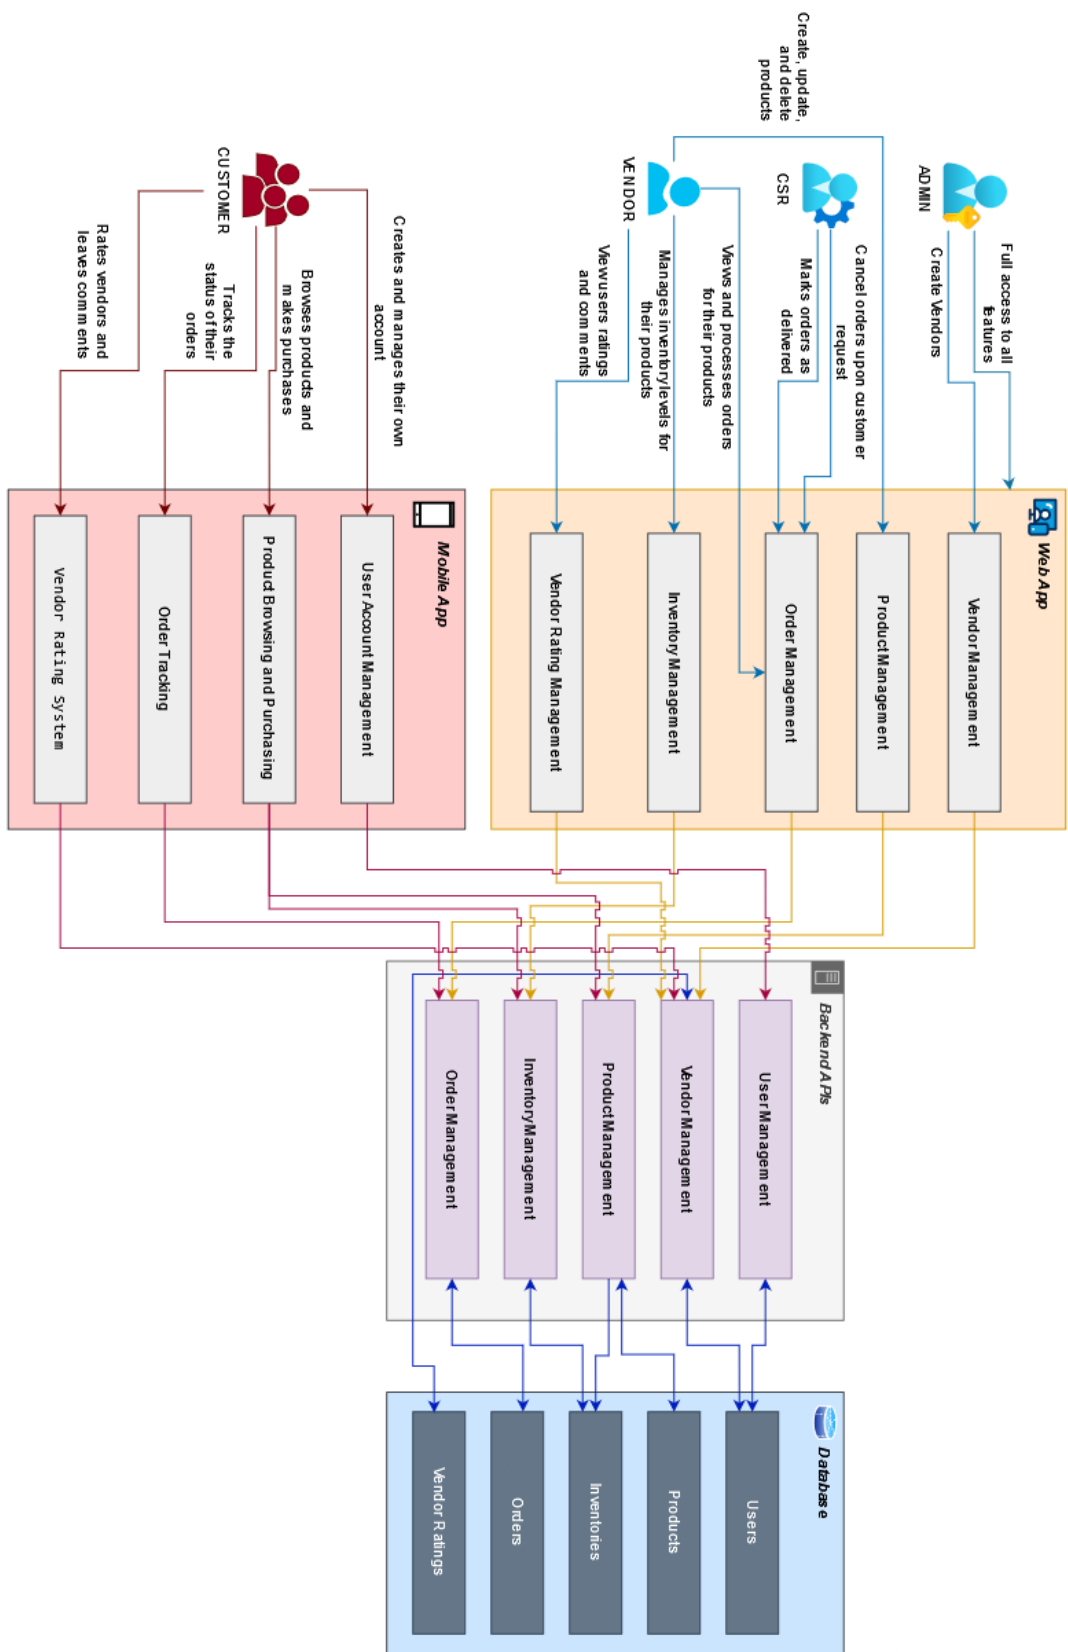 Full access to all
features
Create Vendors
ADMIN
Cancel orders upon customer
request
Marks orders as
delivered
CSR
Create, update,
and delete
products
Views and processes orders
for their products
Manages inventory levels for
their products
VENDOR
View users ratings
and comments
Creates and manages their own
account
Browses products and
makes purchases
CUSTOMER
Tracks the
status of their
orders
Rates vendors and
leaves comments
Web App
Vendor Management
Product Management
Order Management
Inventory Management
Vendor Rating Management
Mobile App
User Account Management
Product Browsing and Purchasing
Order Tracking
Vendor Rating System
Backend APIs
User Management
Vendor Management
Product Management
Inventory Management
Order Management
Database
Users
Products
Inventories
Orders
Vendor Ratings